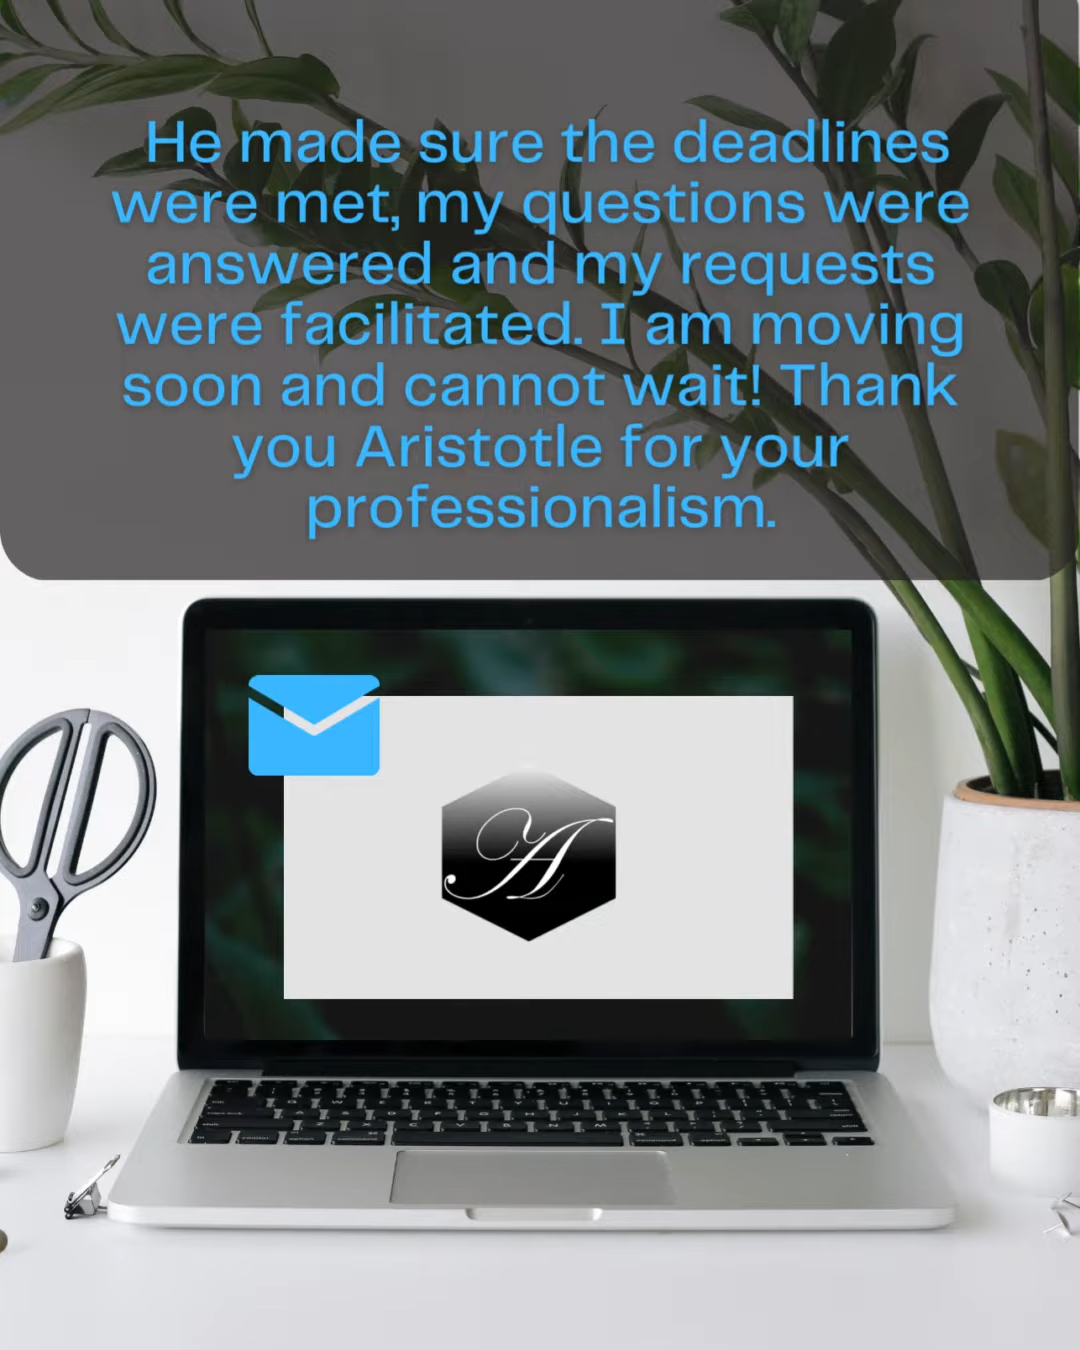 He made sure the deadlines
were met, my questions were
answered and my requests
were facilitated. I am moving
soon and cannot wait! Thank
you Aristotle for your
professionalism.
A